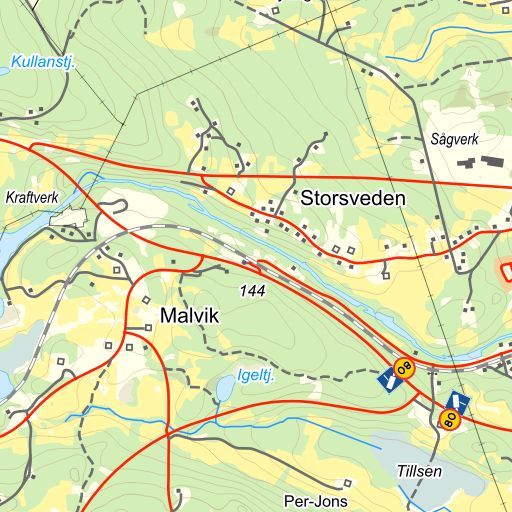 Kullanstj.
Sågverk
Kraftverk
Storsveden
144
Malvik
Igeltj.
80
80
Tillsen
Per-Jons